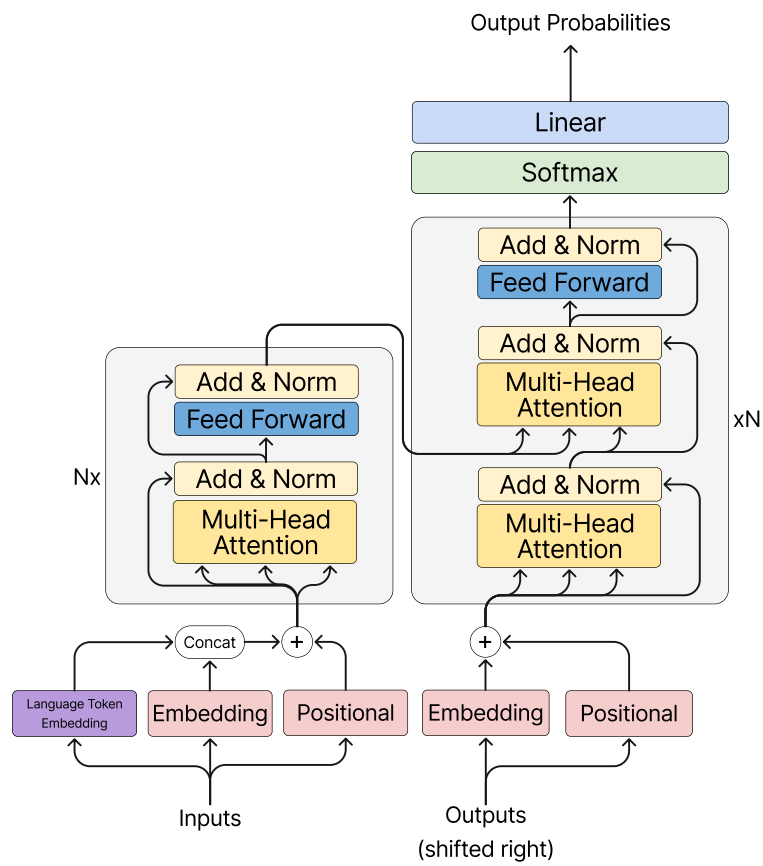 Output Probabilities
Linear
Softmax
Add & Norm
Feed Forward
Add & Norm
Multi-Head
Attention
xN
Add & Norm
Multi-Head
Attention
Add & Norm
Feed Forward
Nx
Add & Norm
Multi-Head
Attention
Concat
+
+
Language Token
Embedding
Embedding
Positional
Embedding
Positional
Inputs
Outputs
(shifted right)